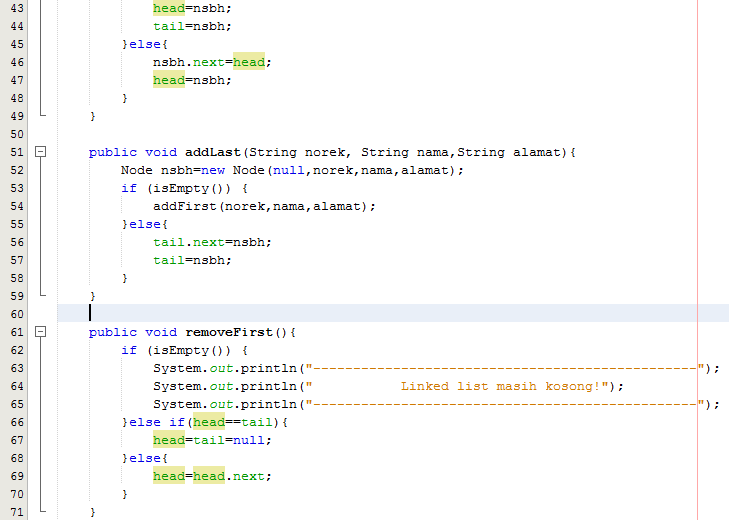 43 head=nsbh;
44 tail=nsbh;
45 }else{
46 nsbh.next=head;
47 head=nsbh;
48 }
49 }
50
51 public void addLast(String norek, String nama,String alamat){
52 Node nsbh=new Node(null,norek,nama,alamat);
53 if (isEmpty()) {
54 addFirst(norek,nama,alamat);
55 }else{
56 tail.next=nsbh;
57 tail=nsbh;
58 }
59 }
60
61 public void removeFirst(){
62 if (isEmpty()) {
63 System.out.println("------------------------------------------------");
64 System.out.println("           Linked list masih kosong!");
65 System.out.println("------------------------------------------------");
66 }else if(head==tail){
67 head=tail=null;
68 }else{
69 head=head.next;
70 }
71 }